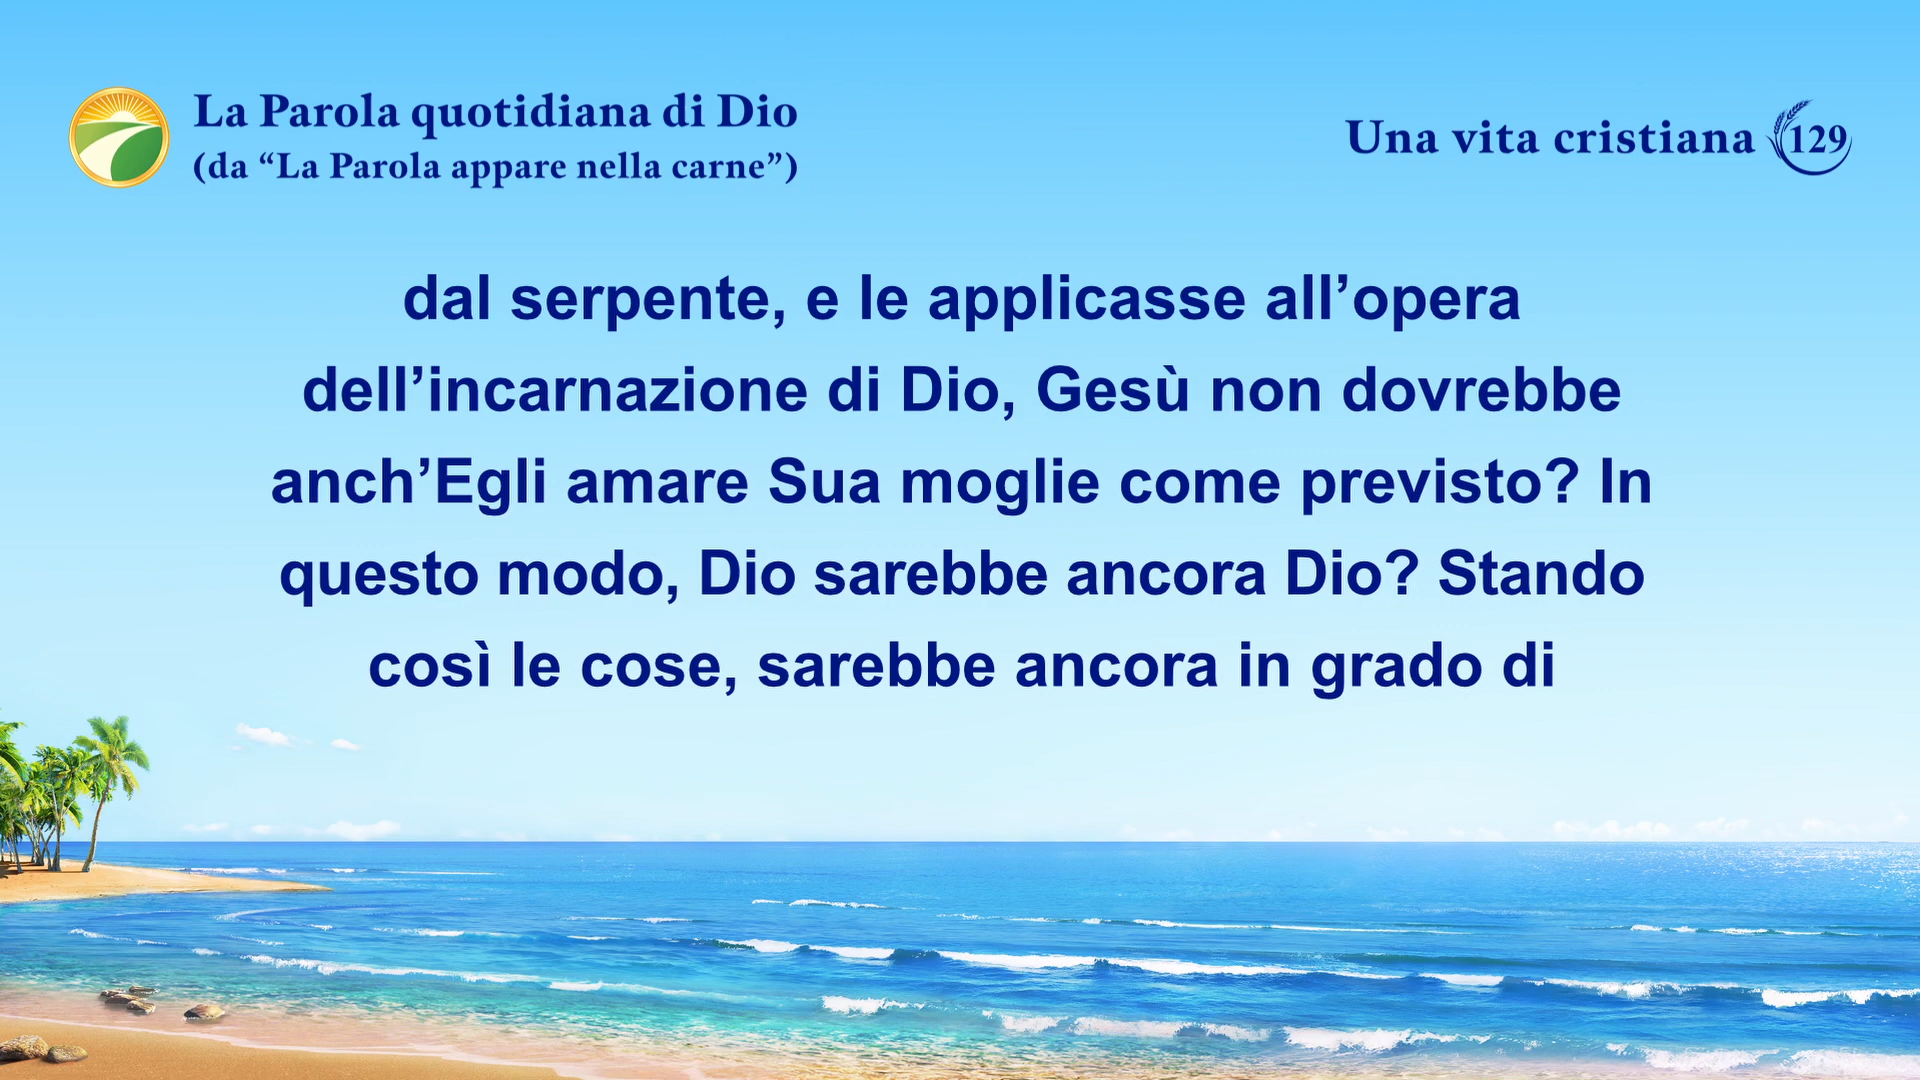 La Parola quotidiana di Dio
(da “La Parola appare nella carne”)
Una vita cristiana 129
dal serpente, e le applicasse all’opera
dell’incarnazione di Dio, Gesù non dovrebbe
anch’Egli amare Sua moglie come previsto? In
questo modo, Dio sarebbe ancora Dio? Stando
così le cose, sarebbe ancora in grado di